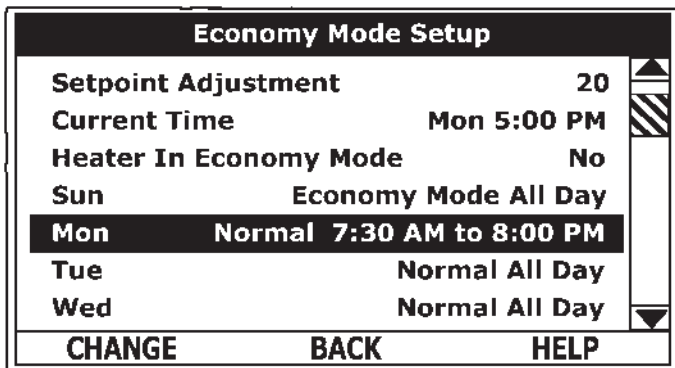 Economy Mode Setup
Setpoint Adjustment 20
Current Time Mon 5:00 PM
Heater In Economy Mode No
Sun Economy Mode All Day
Mon Normal 7:30 AM to 8:00 PM
Tue Normal All Day
Wed Normal All Day
CHANGE BACK HELP